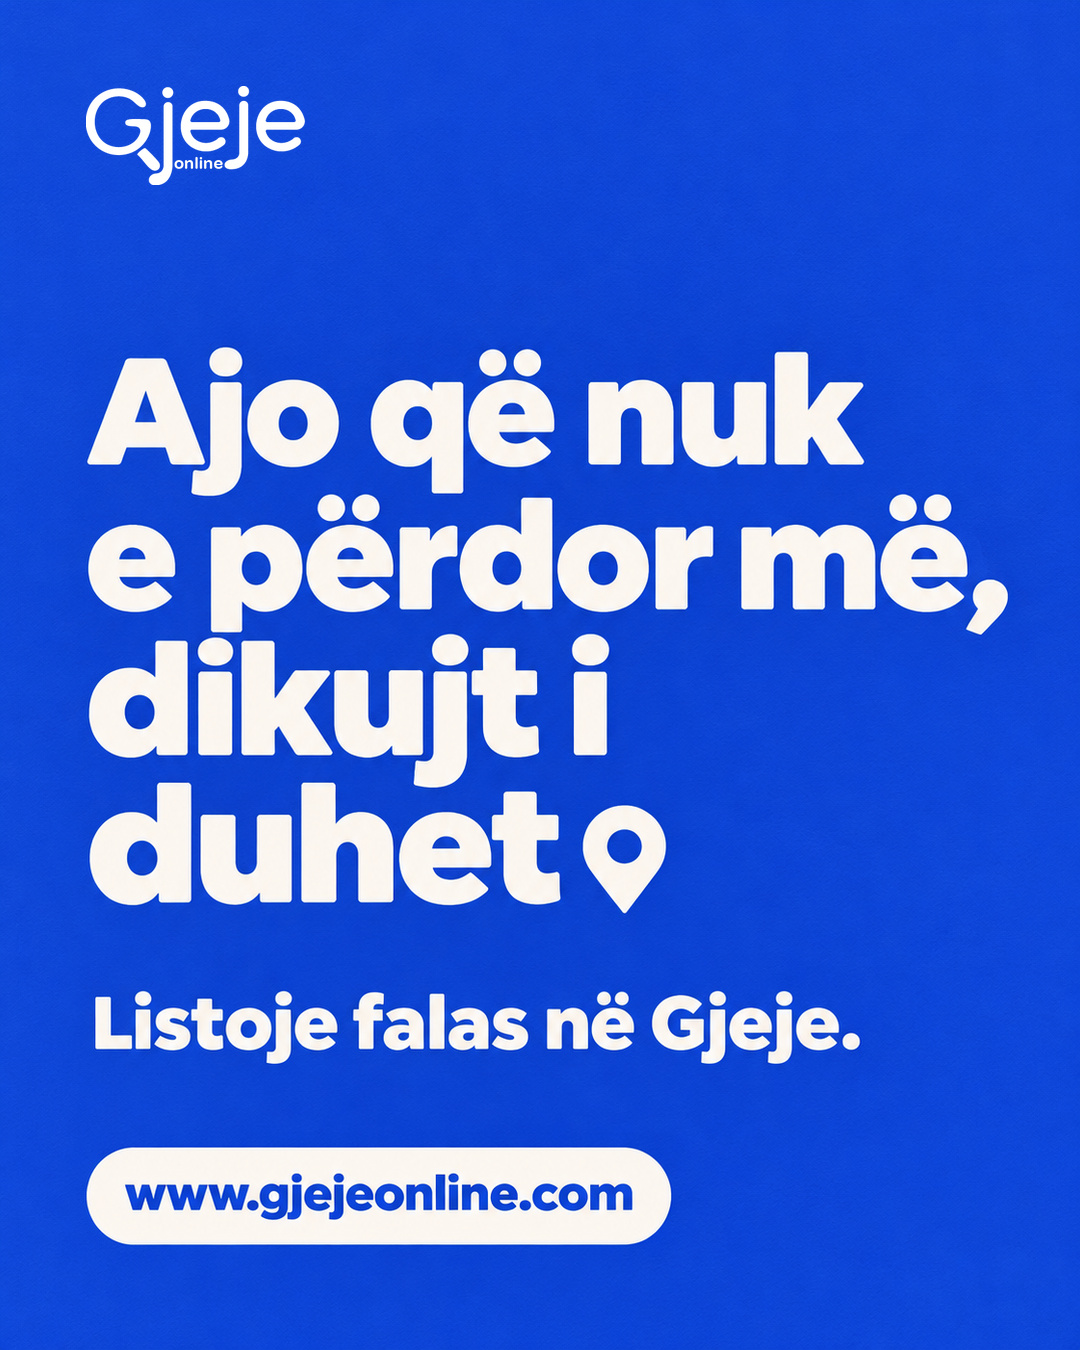 Gjeje
online
Ajo që nuk
e përdor më,
dikujt i
duhet
Listoje falas në Gjeje.
www.gjejeonline.com